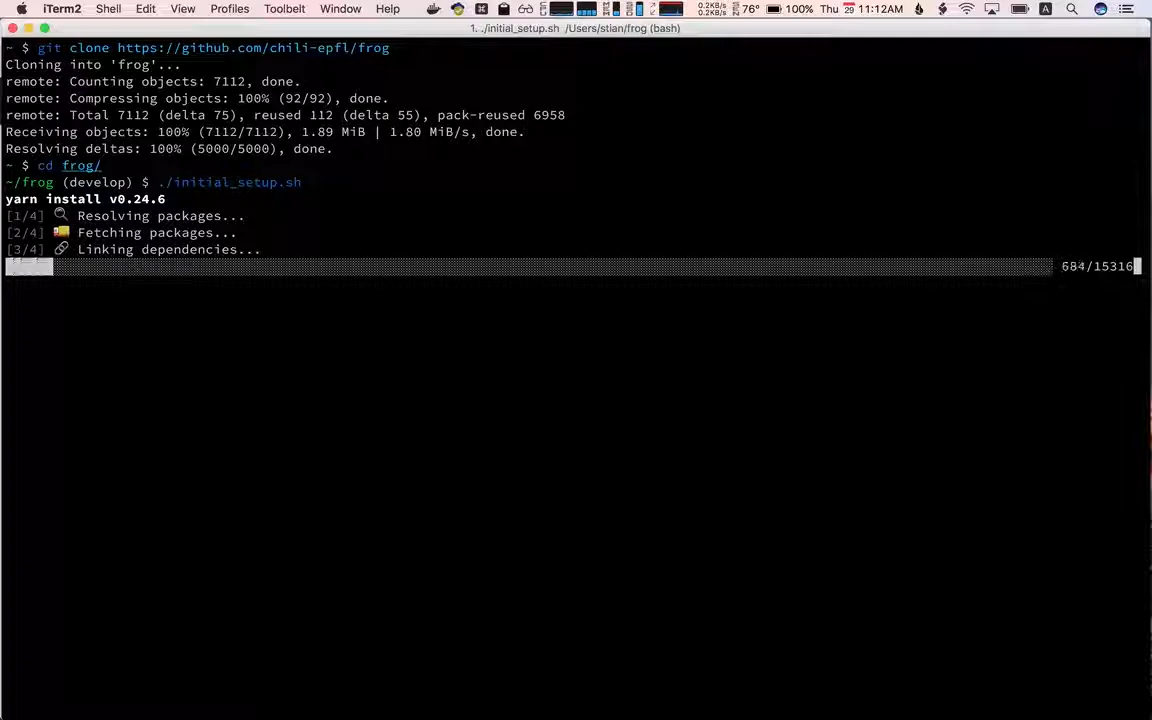 iTerm2 Shell Edit View Profiles Toolbelt Window Help 0.2KB/s 0.2KB/s 76° 100% Thu 29 11:12AM A
1. ./initial_setup.sh /Users/stian/frog (bash)
~ $ git clone https://github.com/chili-epfl/frog
Cloning into 'frog'...
remote: Counting objects: 7112, done.
remote: Compressing objects: 100% (92/92), done.
remote: Total 7112 (delta 75), reused 112 (delta 55), pack-reused 6958
Receiving objects: 100% (7112/7112), 1.89 MiB | 1.80 MiB/s, done.
Resolving deltas: 100% (5000/5000), done.
~ $ cd frog/
~/frog (develop) $ ./initial_setup.sh
yarn install v0.24.6
[1/4] Resolving packages...
[2/4] Fetching packages...
[3/4] Linking dependencies...
684/15316